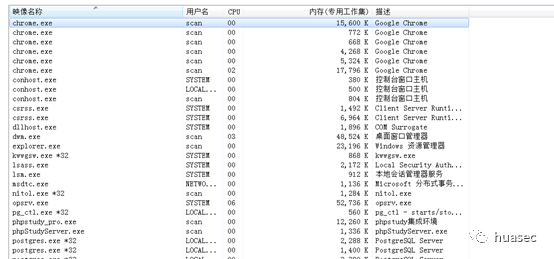 映像名称 用户名 CPU 内存(专用工作集) 描述
chrome.exe scan 00 15,600 K Google Chrome
chrome.exe scan 00 772 K Google Chrome
chrome.exe scan 00 668 K Google Chrome
chrome.exe scan 00 4,268 K Google Chrome
chrome.exe scan 00 5,324 K Google Chrome
chrome.exe scan 02 17,796 K Google Chrome
conhost.exe SYSTEM 00 380 K 控制台窗口主机
conhost.exe LOCAL... 00 500 K 控制台窗口主机
conhost.exe scan 00 804 K 控制台窗口主机
csrss.exe SYSTEM 00 1,492 K Client Server Runti...
csrss.exe SYSTEM 00 6,964 K Client Server Runti...
dllhost.exe SYSTEM 00 1,896 K COM Surrogate
dwm.exe scan 03 48,524 K 桌面窗口管理器
explorer.exe scan 00 23,196 K Windows 资源管理器
kwwgsw.exe *32 SYSTEM 00 868 K kwwgsw.exe
lsass.exe SYSTEM 00 2,172 K Local Security Auth...
lsm.exe SYSTEM 00 912 K 本地会话管理器服务
msdtc.exe NETWO... 00 1,136 K Microsoft 分布式事务...
nitol.exe *32 scan 00 1,284 K nitol.exe
opsrv.exe SYSTEM 06 52,736 K opsrv.exe
pg_ctl.exe *32 LOCAL... 00 560 K pg_ctl - starts/sto...
phpstudy_pro.exe scan 00 12,260 K phpstudy集成环境
phpStudyServer.exe scan 00 1,336 K phpStudyServer.exe
postgres.exe *32 LOCAL... 00 2,288 K PostgreSQL Server
postgres.exe *32 LOCAL... 00 1,400 K PostgreSQL Server
huasec